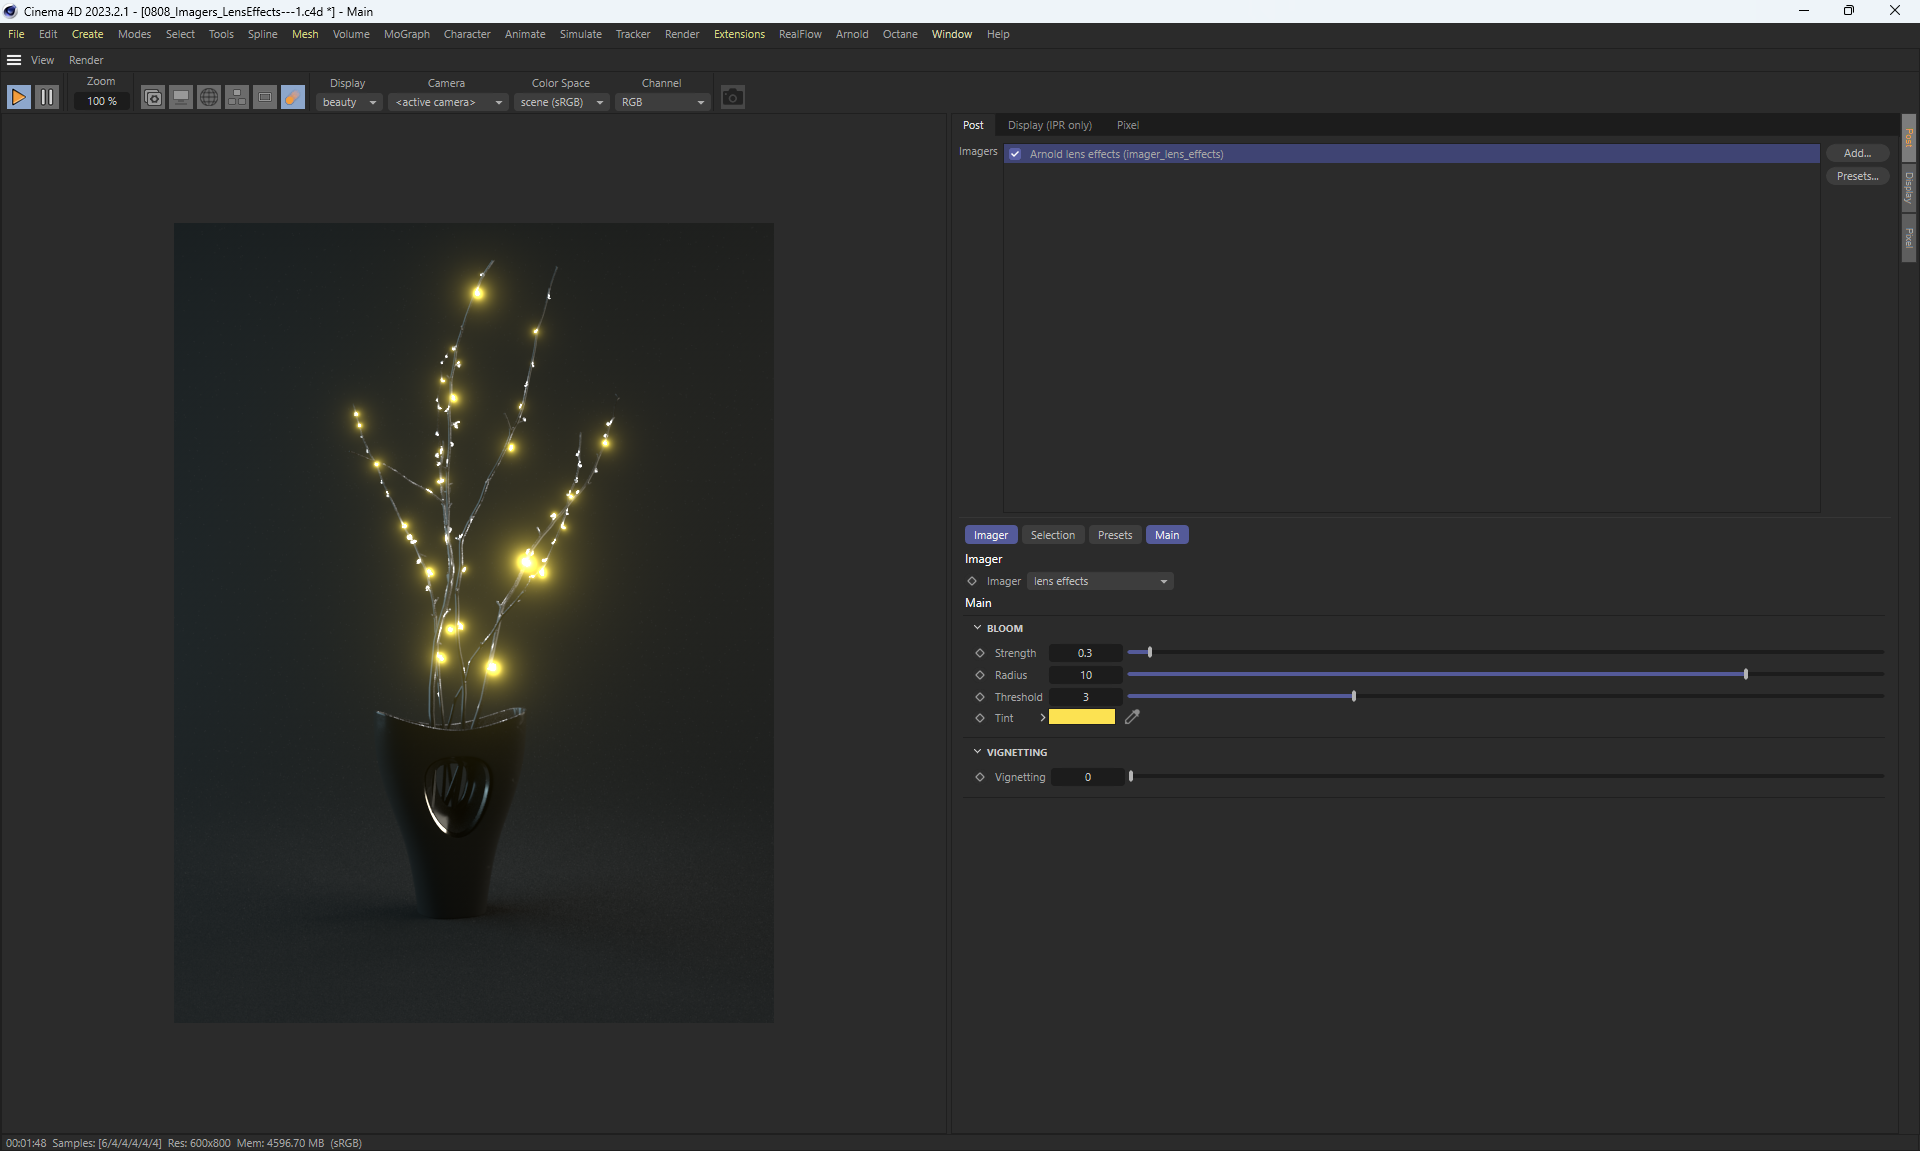 Cinema 4D 2023.2.1 - [0808_Imagers_LensEffects---1.c4d *] - Main
File Edit Create Modes Select Tools Spline Mesh Volume MoGraph Character Animate Simulate Tracker Render Extensions RealFlow Arnold Octane Window Help
View Render
Zoom Display Camera Color Space Channel
100 % beauty <active camera> scene (sRGB) RGB
Post Display (IPR only) Pixel
Imagers Arnold lens effects (imager_lens_effects) Add...
Presets...
Post
Display
Pixel
Imager Selection Presets Main
Imager
Imager lens effects
Main
BLOOM
Strength 0.3
Radius 10
Threshold 3
Tint
VIGNETTING
Vignetting 0
00:01:48 Samples: [6/4/4/4/4/4] Res: 600x800 Mem: 4596.70 MB (sRGB)